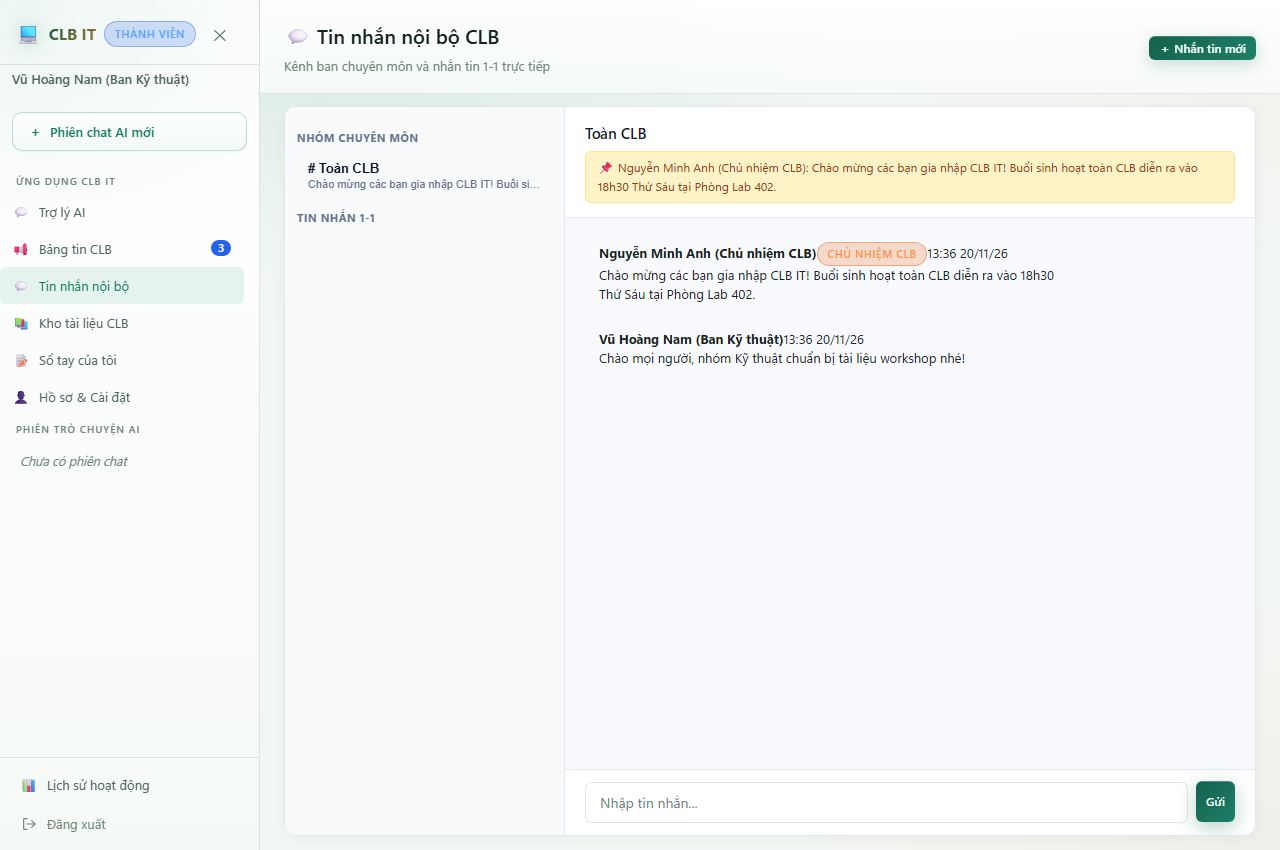 CLB IT THÀNH VIÊN
Vũ Hoàng Nam (Ban Kỹ thuật)
+ Phiên chat AI mới
ỨNG DỤNG CLB IT
Trợ lý AI
Bảng tin CLB 3
Tin nhắn nội bộ
Kho tài liệu CLB
Sổ tay của tôi
Hồ sơ & Cài đặt
PHIÊN TRÒ CHUYỆN AI
Chưa có phiên chat
Lịch sử hoạt động
Đăng xuất
Tin nhắn nội bộ CLB
Kênh ban chuyên môn và nhắn tin 1-1 trực tiếp
+ Nhắn tin mới
NHÓM CHUYÊN MÔN
# Toàn CLB
Chào mừng các bạn gia nhập CLB IT! Buổi si...
TIN NHẮN 1-1
Toàn CLB
Nguyễn Minh Anh (Chủ nhiệm CLB): Chào mừng các bạn gia nhập CLB IT! Buổi sinh hoạt toàn CLB diễn ra vào
18h30 Thứ Sáu tại Phòng Lab 402.
Nguyễn Minh Anh (Chủ nhiệm CLB) CHỦ NHIỆM CLB 13:36 20/11/26
Chào mừng các bạn gia nhập CLB IT! Buổi sinh hoạt toàn CLB diễn ra vào 18h30
Thứ Sáu tại Phòng Lab 402.
Vũ Hoàng Nam (Ban Kỹ thuật)13:36 20/11/26
Chào mọi người, nhóm Kỹ thuật chuẩn bị tài liệu workshop nhé!
Nhập tin nhắn...
Gửi